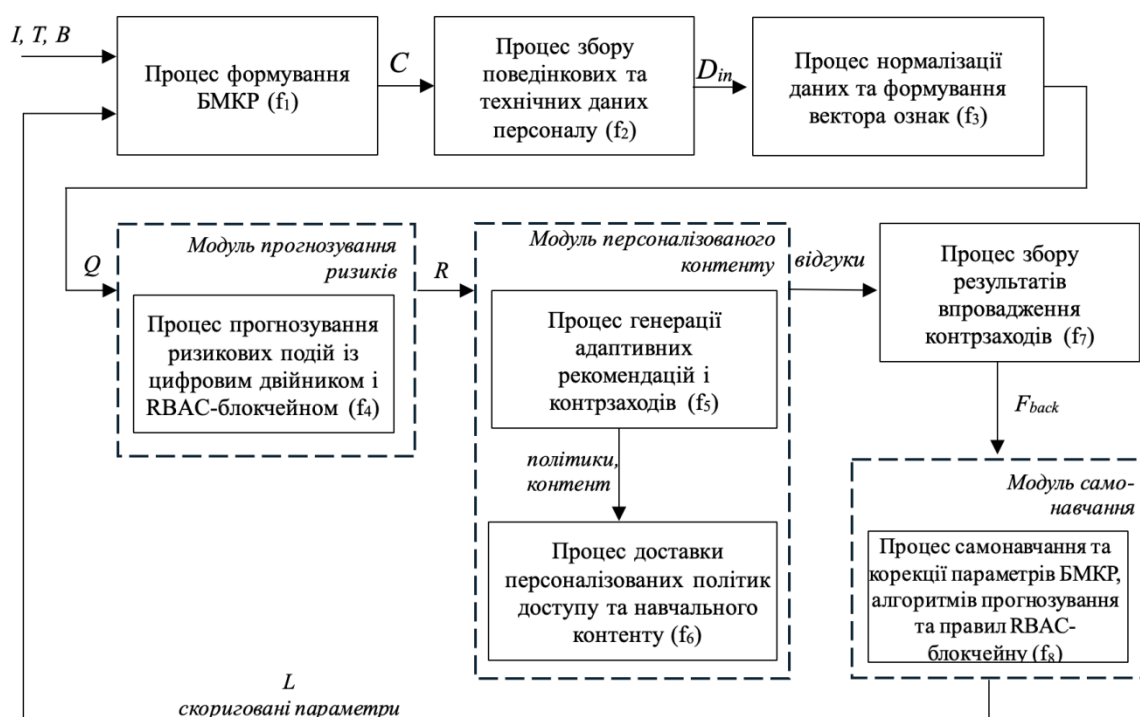 I, T, B
Процес формування
БМКР (f₁)
C
Процес збору
поведінкових та
технічних даних
персоналу (f₂)
Dᵢₙ
Процес нормалізації
даних та формування
вектора ознак (f₃)
Q
Модуль прогнозування
ризиків
Процес прогнозування
ризикових подій із
цифровим двійником і
RBAC-блокчейном (f₄)
R
Модуль персоналізованого
контенту
Процес генерації
адаптивних
рекомендацій і
контрзаходів (f₅)
політики,
контент
Процес доставки
персоналізованих політик
доступу та навчального
контенту (f₆)
відгуки
Процес збору
результатів
впровадження
контрзаходів (f₇)
F_back
Модуль само-
навчання
Процес самонавчання та
корекції параметрів БМКР,
алгоритмів прогнозування
та правил RBAC-
блокчейну (f₈)
L
скориговані параметри